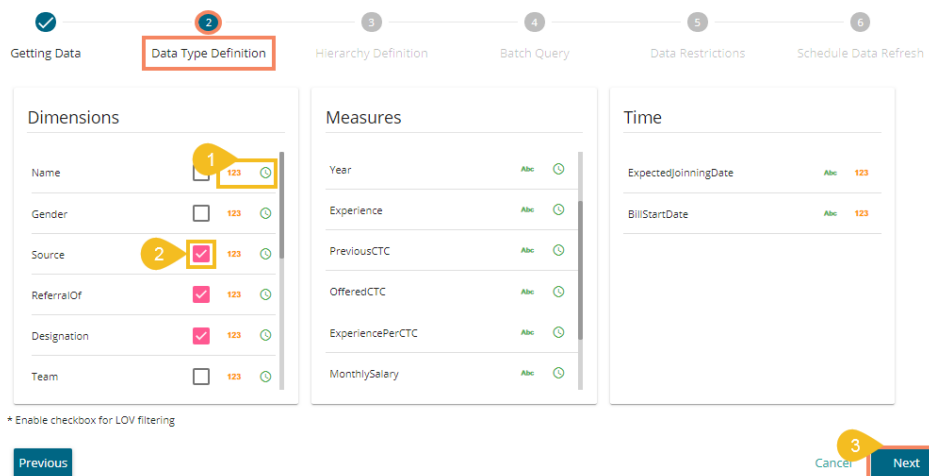 2 3 4 5 6
Getting Data Data Type Definition Hierarchy Definition Batch Query Data Restrictions Schedule Data Refresh
Dimensions Measures Time
1
Name 123 Year Abc ExpectedJoinningDate Abc 123
Gender 123 Experience Abc BillStartDate Abc 123
Source 2 123 PreviousCTC Abc
ReferralOf 123 OfferedCTC Abc
Designation 123 ExperiencePerCTC Abc
Team 123 MonthlySalary Abc
* Enable checkbox for LOV filtering
3
Previous Cancel Next